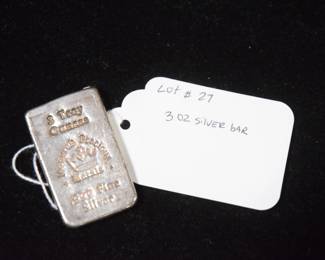 3 Troy
Ounces
.999 Fine
Silver
Lot # 27
3 oz silver bar